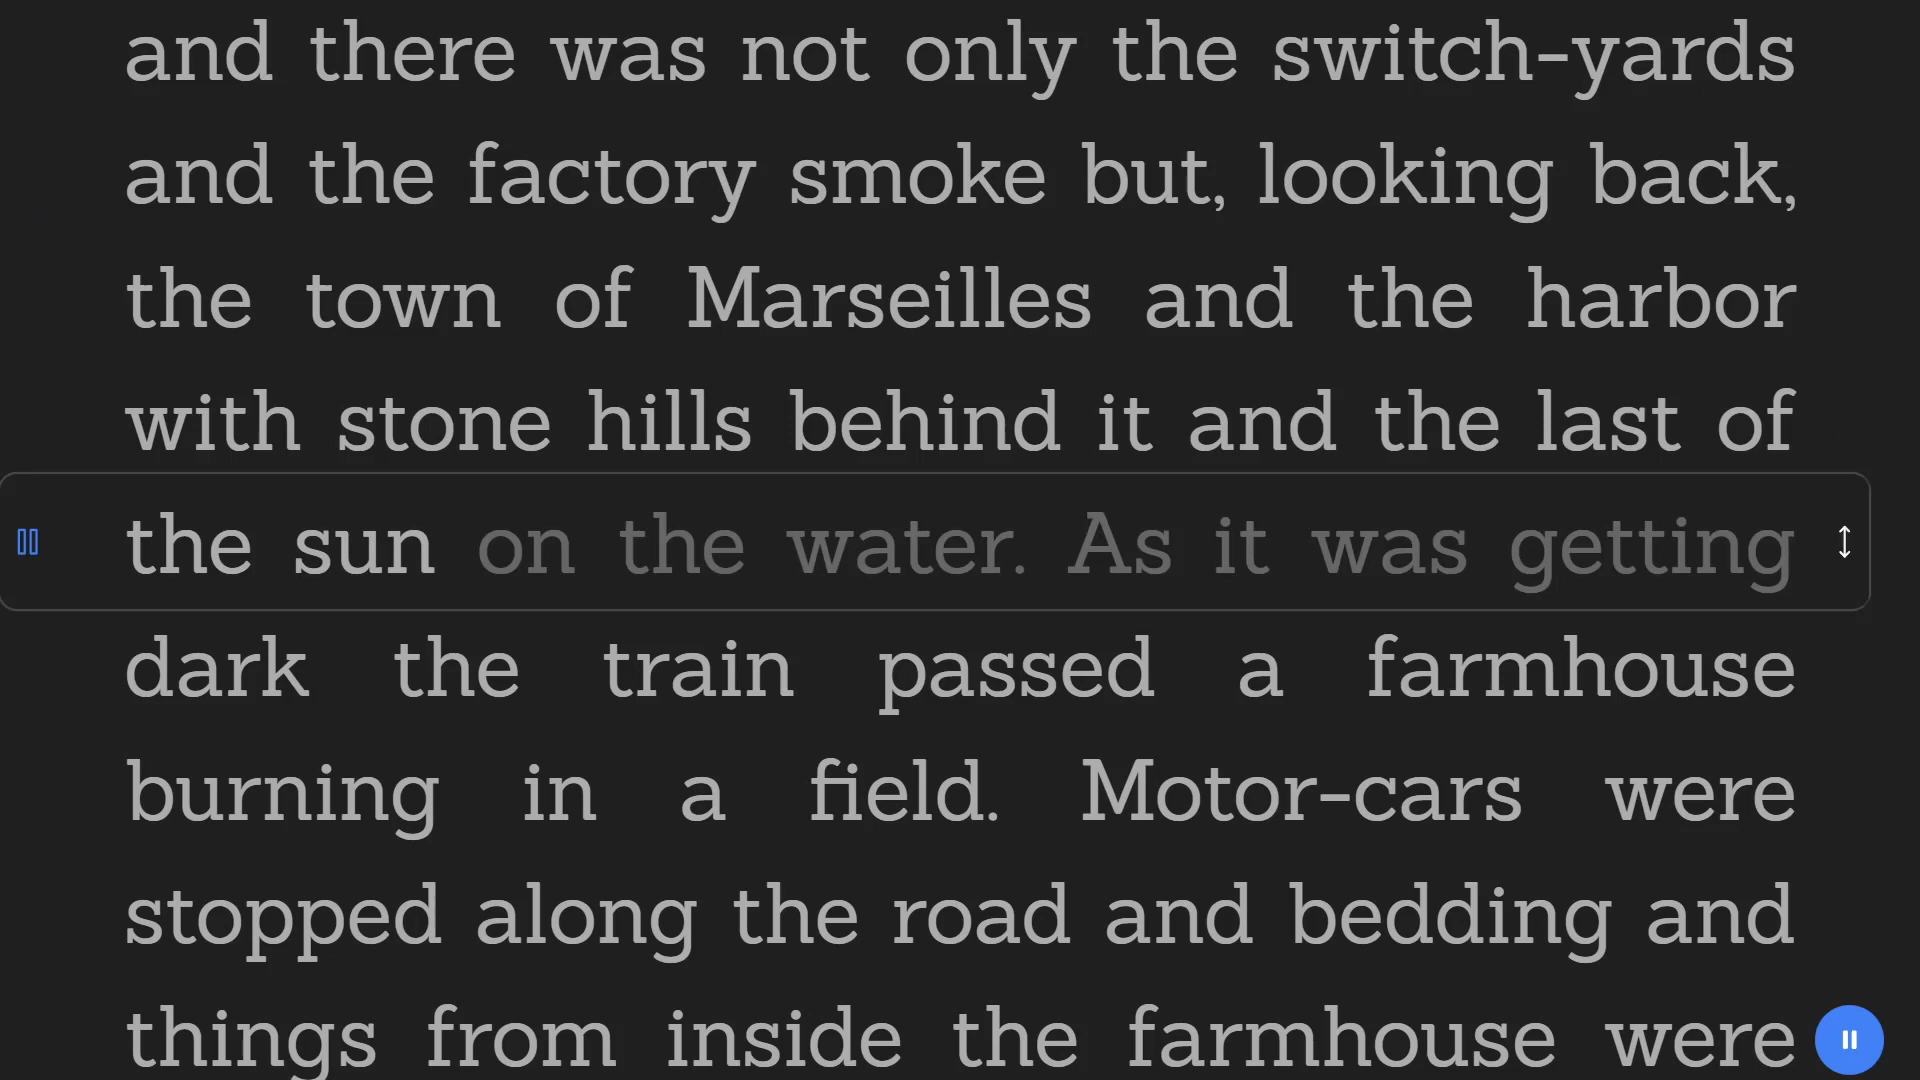 and there was not only the switch-yards
and the factory smoke but, looking back,
the town of Marseilles and the harbor
with stone hills behind it and the last of
the sun on the water. As it was getting
dark the train passed a farmhouse
burning in a field. Motor-cars were
stopped along the road and bedding and
things from inside the farmhouse were